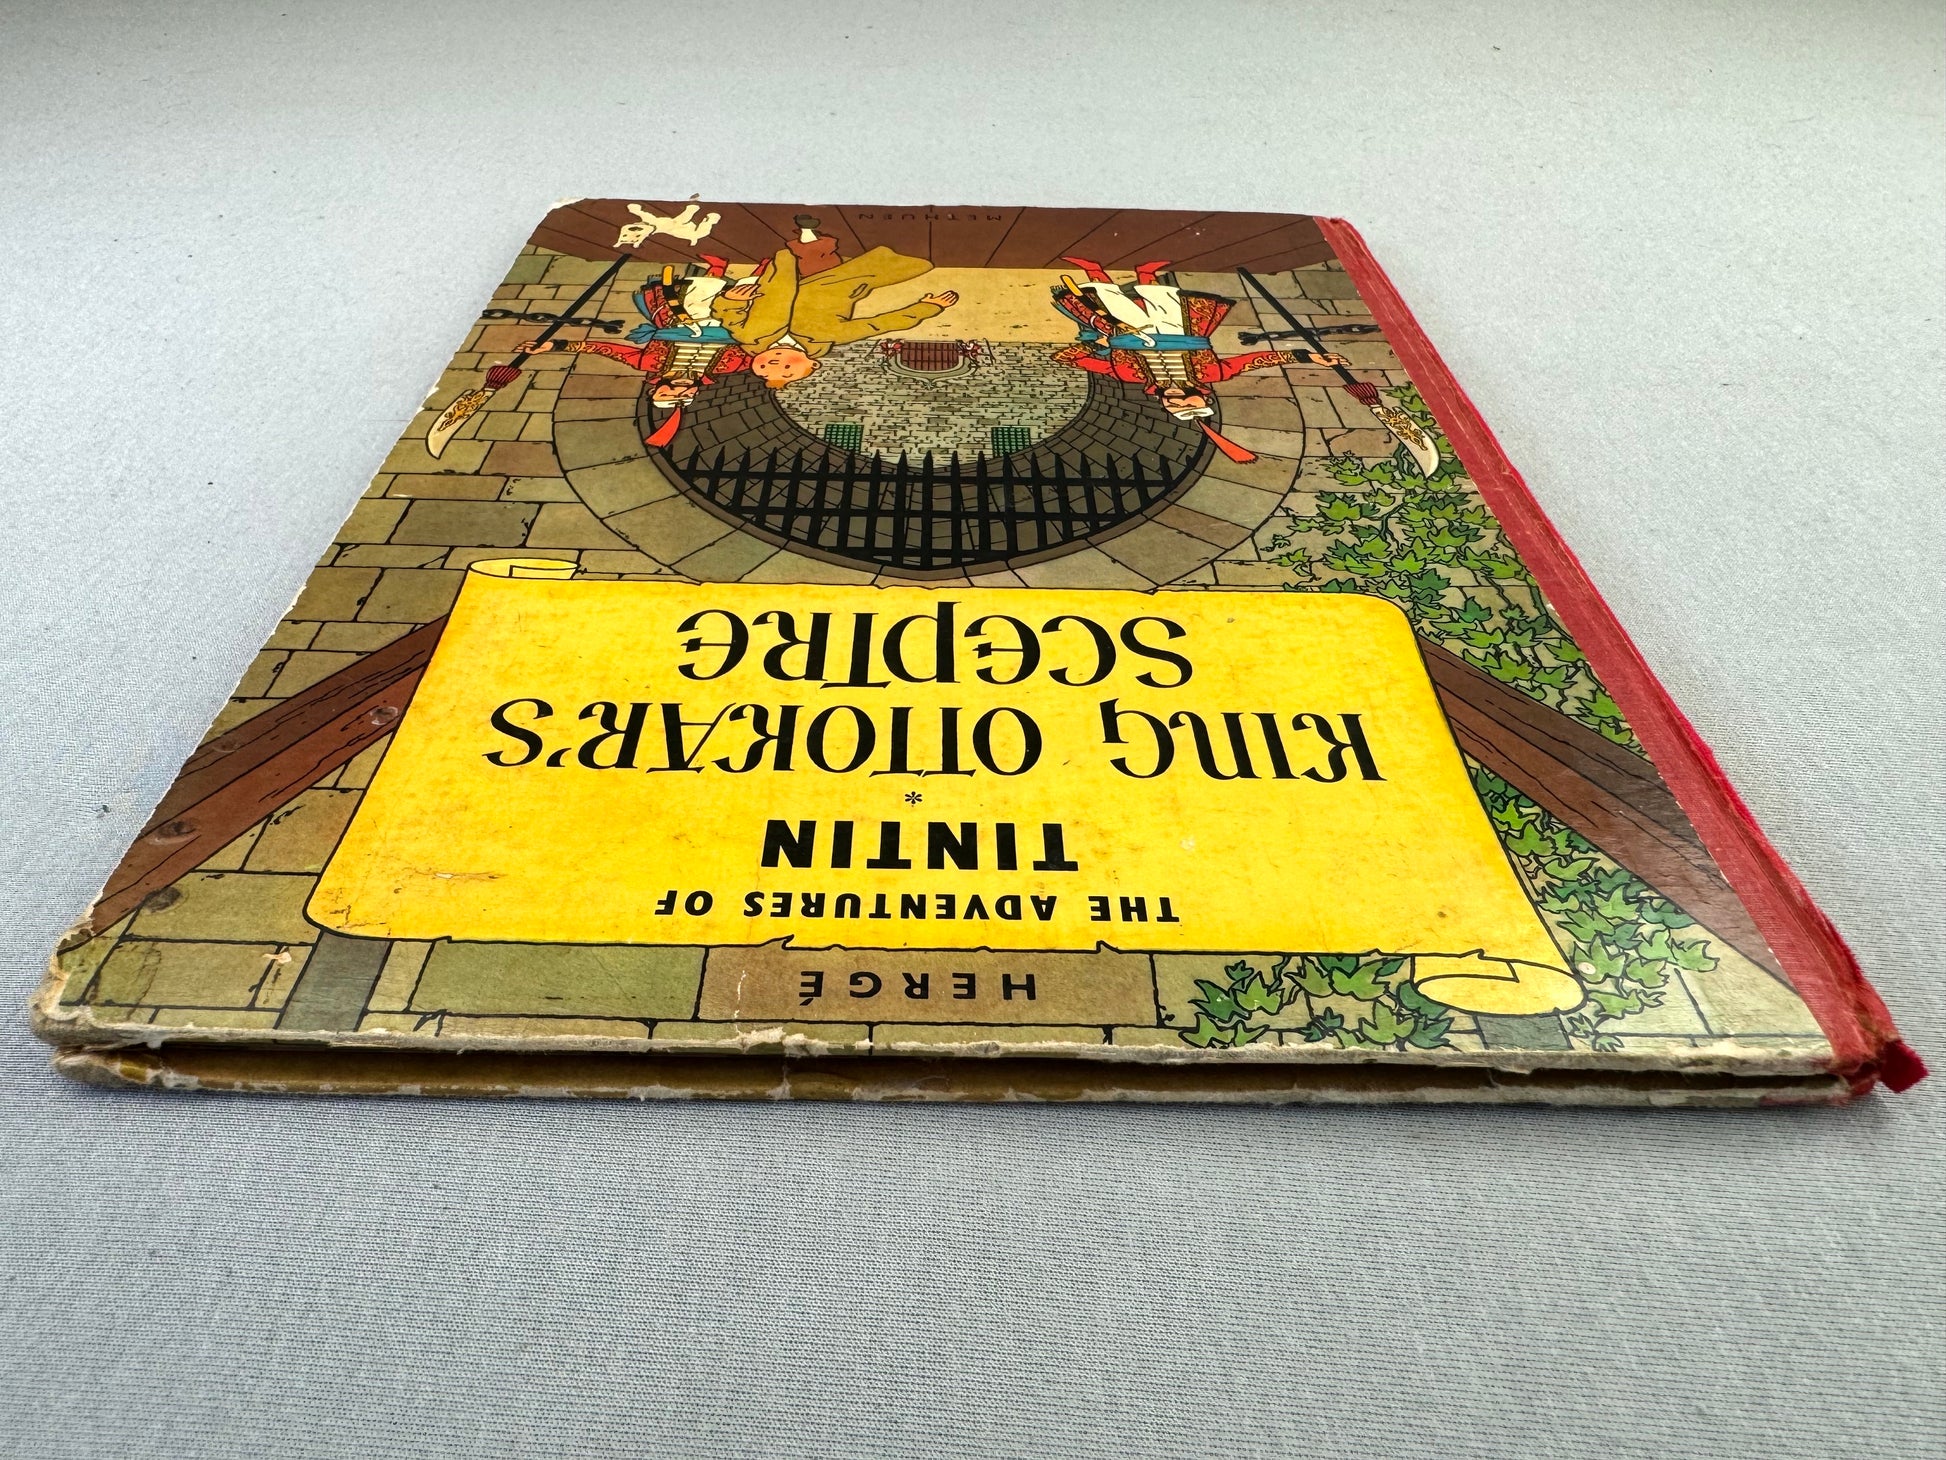 HERGÉ
THE ADVENTURES OF
TINTIN
*
KING OTTOKAR'S
SCEPTRE
METHUEN